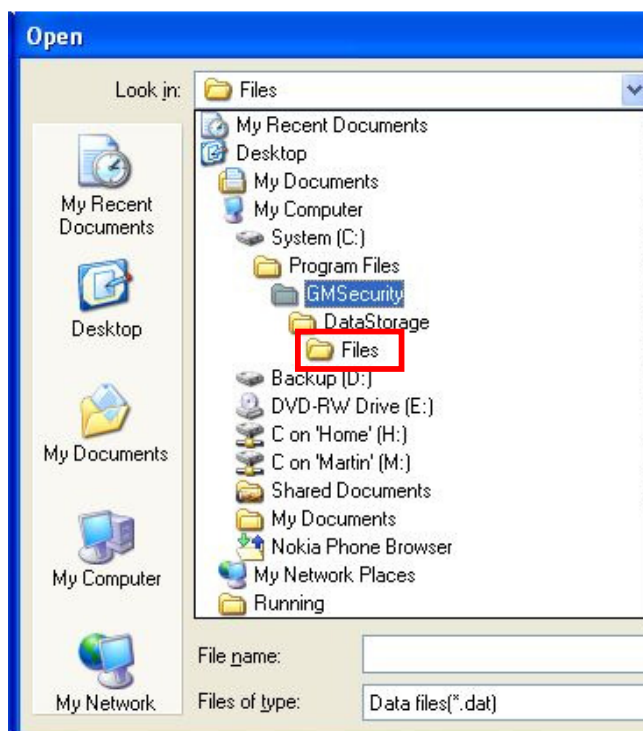 Open
Look in:
Files
My Recent Documents
Desktop
My Documents
My Computer
System (C:)
Program Files
GMSecurity
DataStorage
Files
Backup (D:)
DVD-RW Drive (E:)
C on 'Home' (H:)
C on 'Martin' (M:)
Shared Documents
My Documents
Nokia Phone Browser
My Network Places
Running
My Recent
Documents
Desktop
My Documents
My Computer
My Network
File name:
Files of type:
Data files(*.dat)